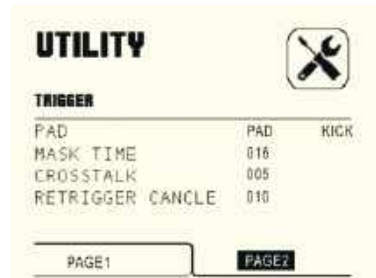 UTILITY
TRIGGER
PAD PAD KICK
MASK TIME 016
CROSSTALK 005
RETRIGGER CANCLE 010
PAGE1 PAGE2